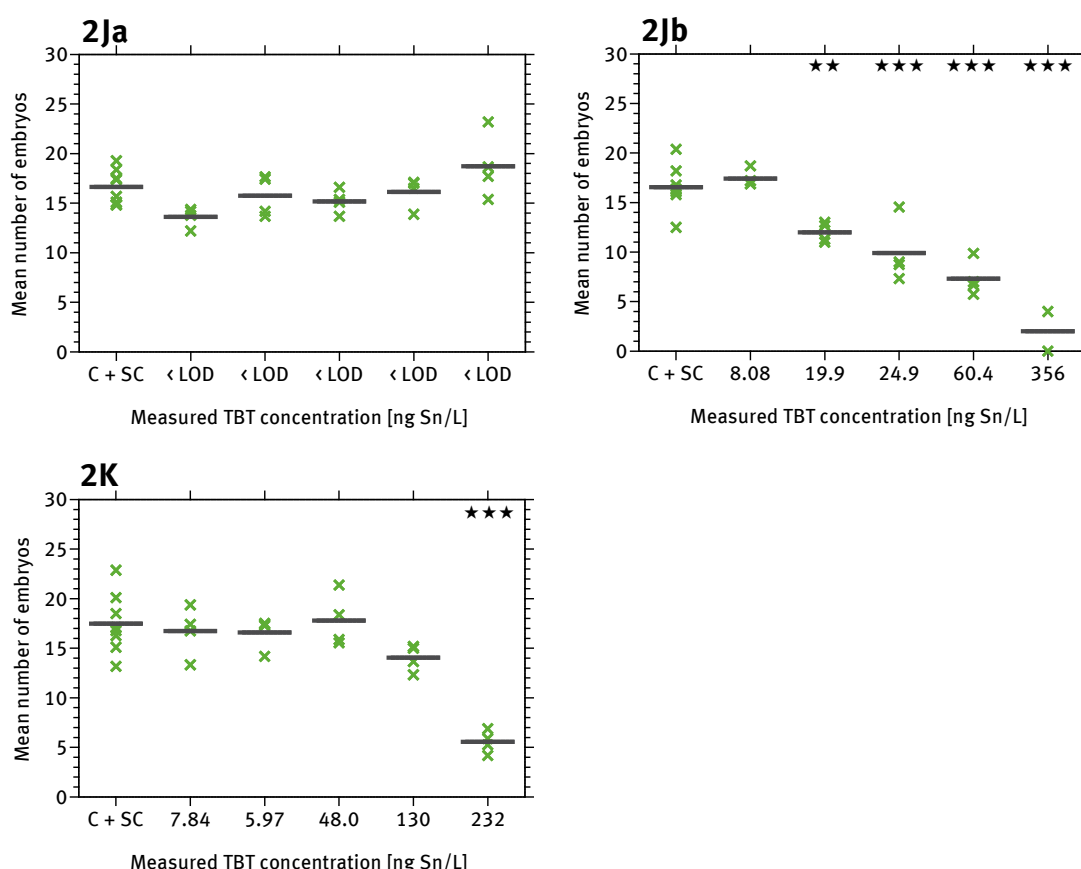 2Ja
30
25
20
15
10
5
0
Mean number of embryos
C + SC < LOD < LOD < LOD < LOD < LOD
Measured TBT concentration [ng Sn/L]
2Jb
★★ ★★★ ★★★ ★★★
30
25
20
15
10
5
0
Mean number of embryos
C + SC 8.08 19.9 24.9 60.4 356
Measured TBT concentration [ng Sn/L]
2K
★★★
30
25
20
15
10
5
0
Mean number of embryos
C + SC 7.84 5.97 48.0 130 232
Measured TBT concentration [ng Sn/L]